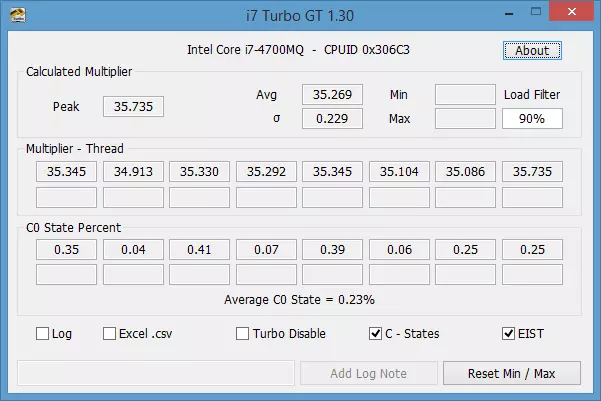 i7 Turbo GT 1.30
Intel Core i7-4700MQ - CPUID 0x306C3
About
Calculated Multiplier
Peak 35.735
Avg 35.269 Min Load Filter
σ 0.229 Max 90%
Multiplier - Thread
35.345 34.913 35.330 35.292 35.345 35.104 35.086 35.735
C0 State Percent
0.35 0.04 0.41 0.07 0.39 0.06 0.25 0.25
Average C0 State = 0.23%
Log Excel .csv Turbo Disable C - States EIST
Add Log Note Reset Min / Max